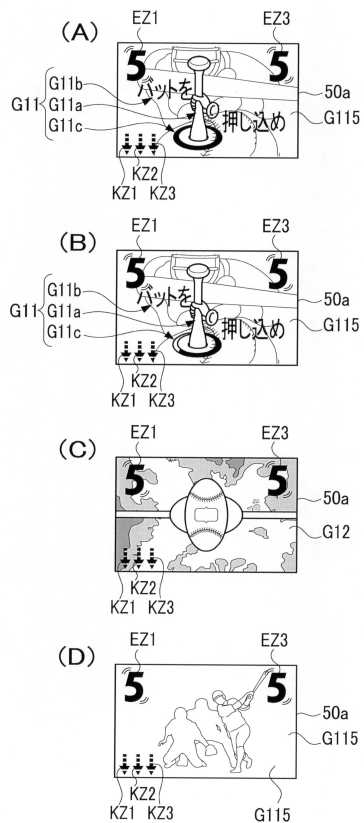 (A)
EZ1 EZ3
5 5
50a
G11b
バットを
G11 G11a
押し込め
G115
G11c
KZ1 KZ2 KZ3
(B)
EZ1 EZ3
5 5
50a
G11b
バットを
G11 G11a
押し込め
G115
G11c
KZ1 KZ2 KZ3
(C)
EZ1 EZ3
5 5
50a
G12
KZ1 KZ2 KZ3
(D)
EZ1 EZ3
5 5
50a
G115
KZ1 KZ2 KZ3
G115